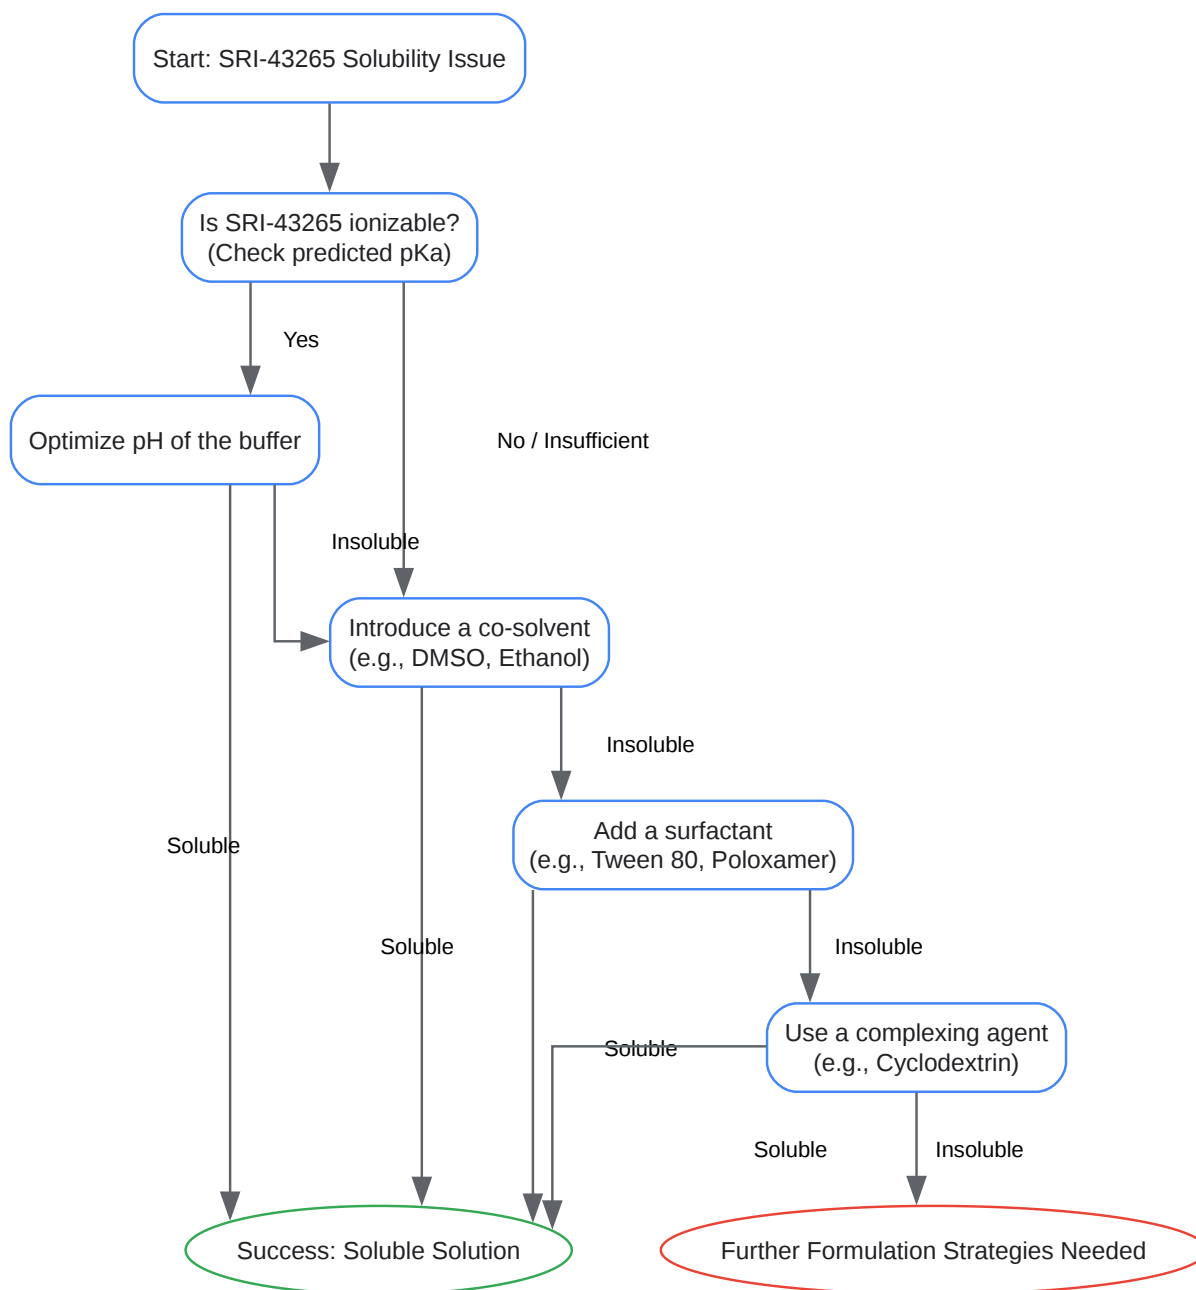 Start: SRI-43265 Solubility Issue
Is SRI-43265 ionizable?
(Check predicted pKa)
Yes
Optimize pH of the buffer
No / Insufficient
Insoluble
Introduce a co-solvent
(e.g., DMSO, Ethanol)
Insoluble
Add a surfactant
(e.g., Tween 80, Poloxamer)
Soluble
Soluble
Insoluble
Use a complexing agent
(e.g., Cyclodextrin)
Soluble
Soluble
Insoluble
Success: Soluble Solution
Further Formulation Strategies Needed